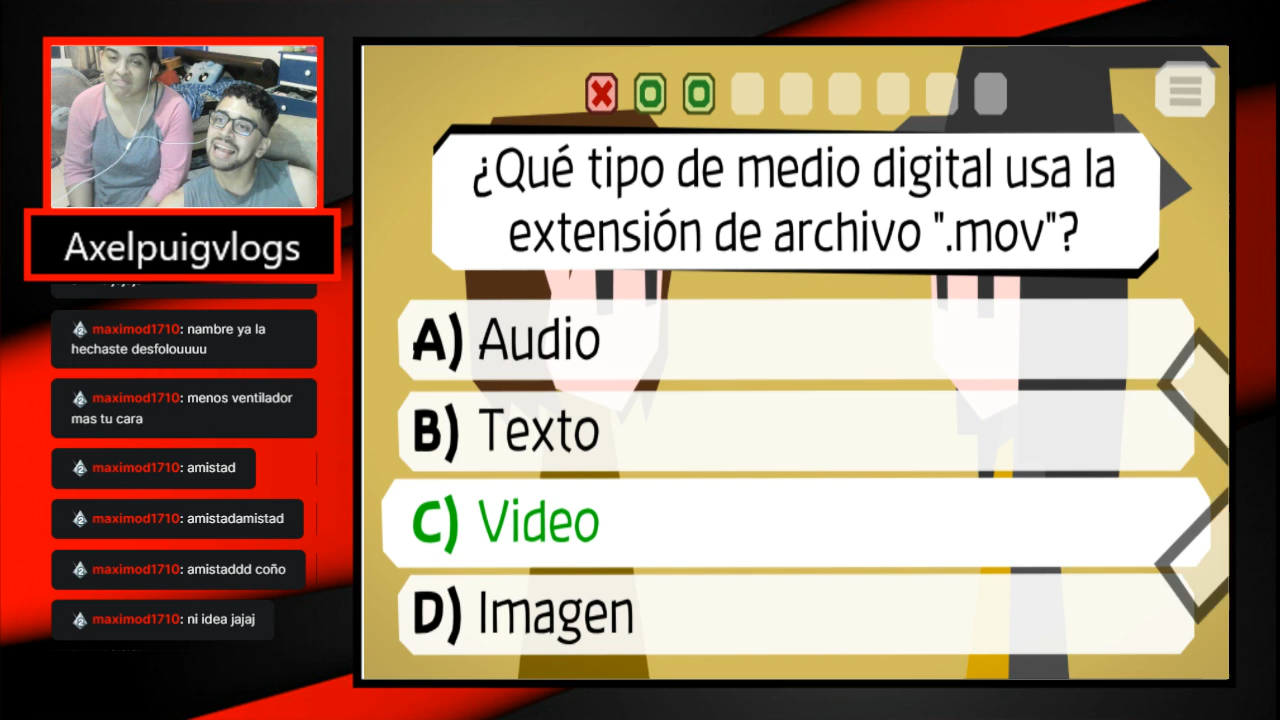 Axelpuigvlogs
maximod1710: nambre ya la
hechaste desfolouuuu
maximod1710: menos ventilador
mas tu cara
maximod1710: amistad
maximod1710: amistadamistad
maximod1710: amistaddd coño
maximod1710: ni idea jajaj
¿Qué tipo de medio digital usa la
extensión de archivo ".mov"?
A) Audio
B) Texto
C) Video
D) Imagen